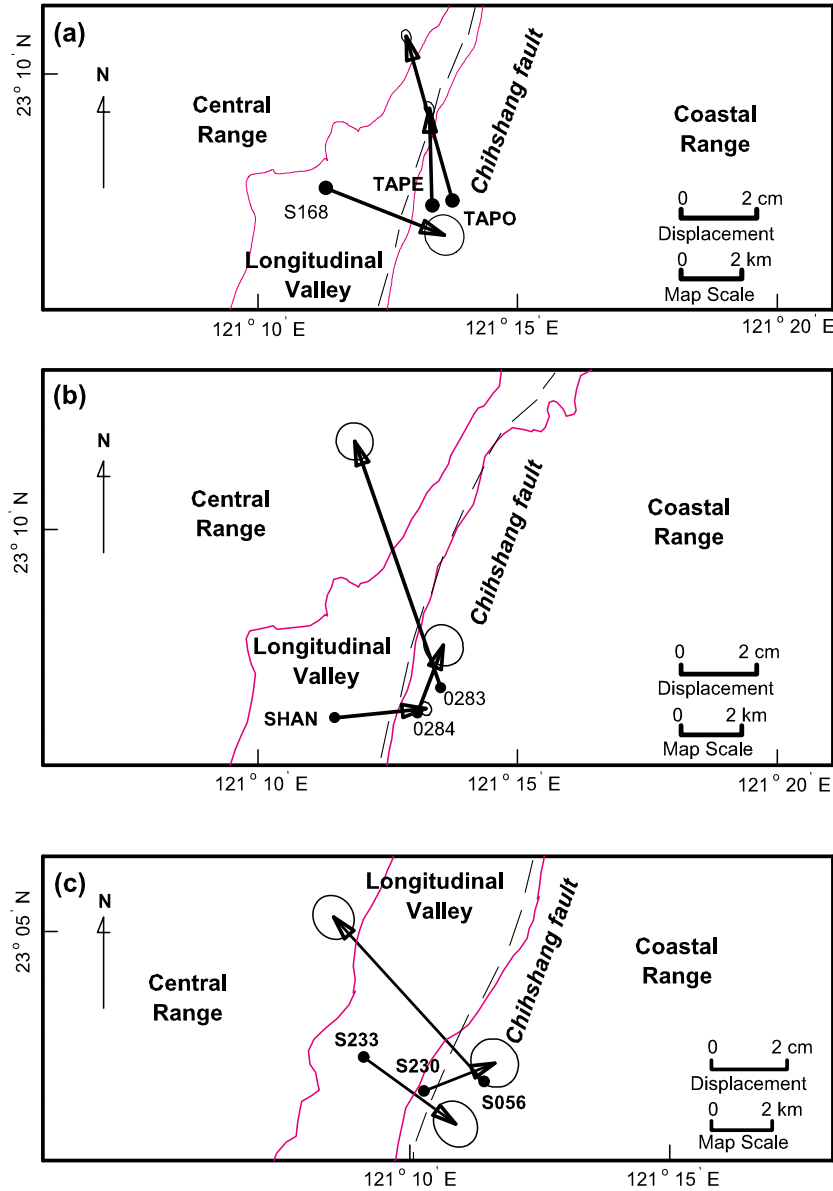 (a)
23° 10' N
N
Central
Range
Chihshang fault
Coastal
Range
TAPE
TAPO
S168
Longitudinal
Valley
0 2 cm
Displacement
0 2 km
Map Scale
121° 10' E
121° 15' E
121° 20' E
(b)
23° 10' N
N
Central
Range
Chihshang fault
Coastal
Range
Longitudinal
Valley
0283
SHAN
0284
0 2 cm
Displacement
0 2 km
Map Scale
121° 10' E
121° 15' E
121° 20' E
(c)
23° 05' N
N
Longitudinal
Valley
Central
Range
Chihshang fault
Coastal
Range
S233
S230
S056
0 2 cm
Displacement
0 2 km
Map Scale
121° 10' E
121° 15' E